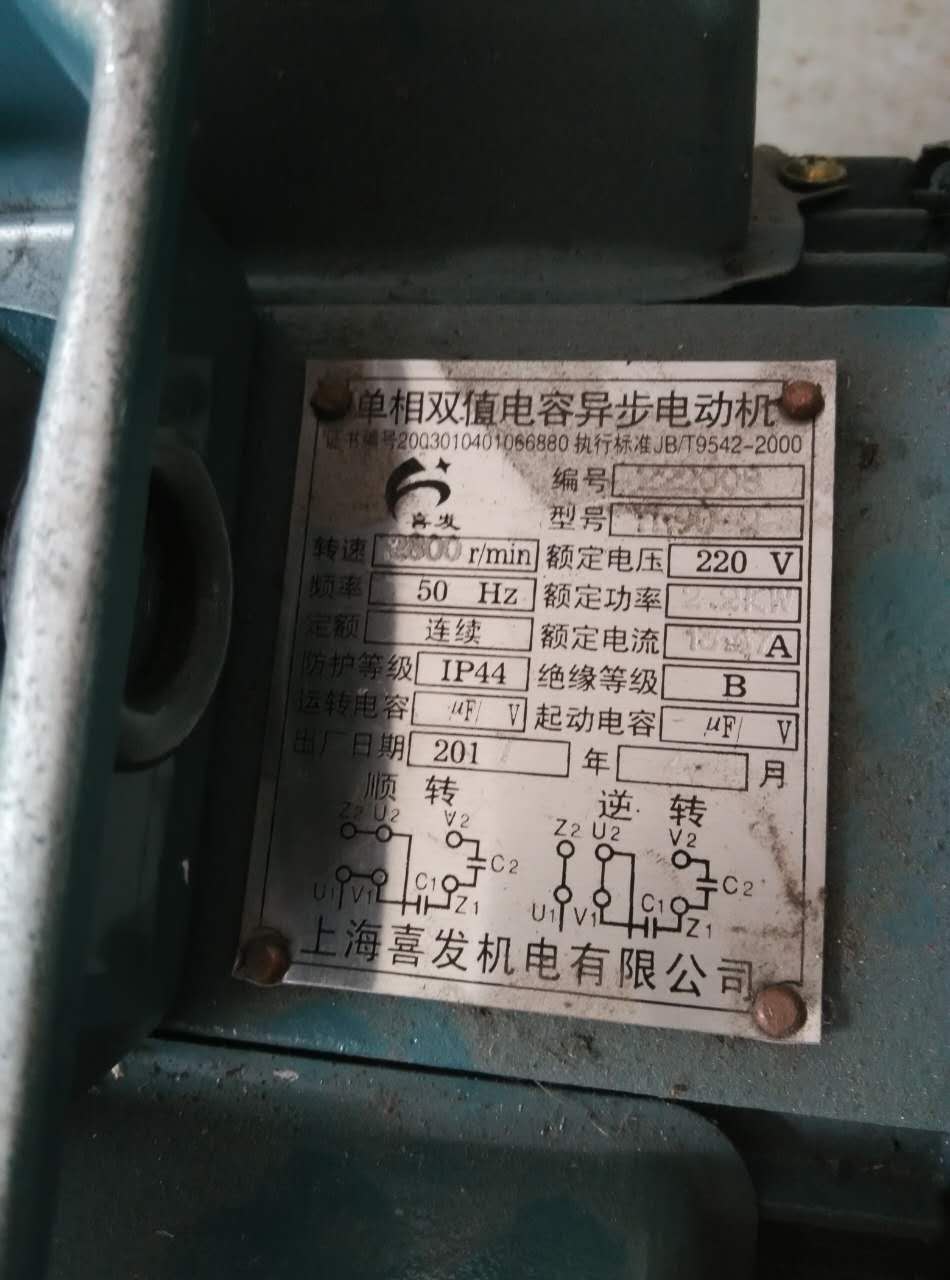 单相双值电容异步电动机
证书编号2003010401066880 执行标准JB/T9542-2000
喜发
编号 222008
型号
转速 2800 r/min 额定电压 220 V
频率 50 Hz 额定功率 2.2KW
定额 连续 额定电流 A
防护等级 IP44 绝缘等级 B
运转电容 μF/ V 起动电容 μF/ V
出厂日期 201 年 月
顺 转 逆 转
Z2 U2 V2 Z2 U2 V2
C2 C2
U1 V1 C1 Z1 U1 V1 C1 Z1
上海喜发机电有限公司